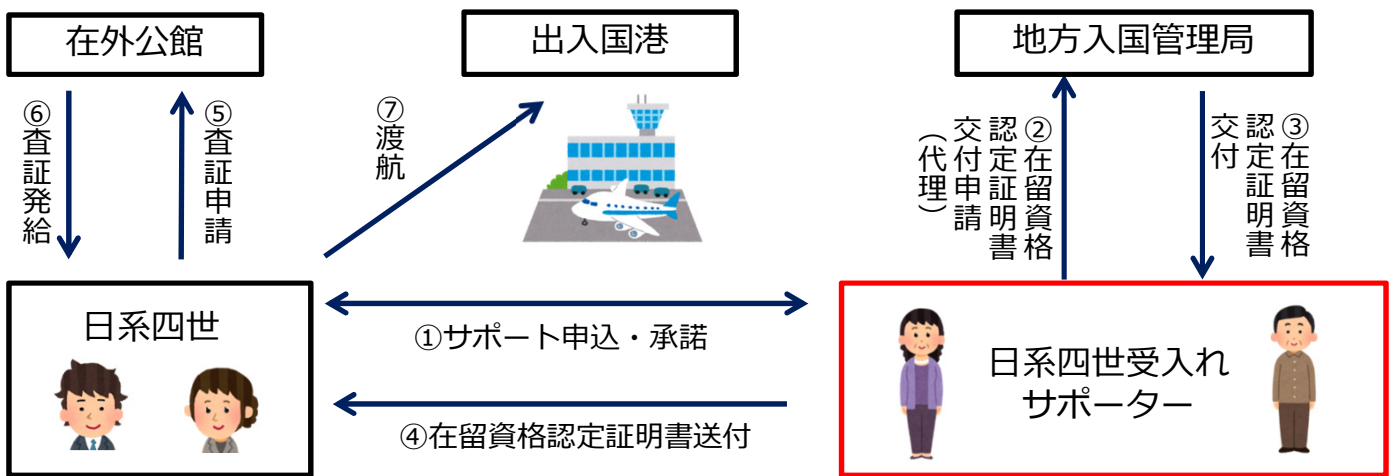 在外公館
出入国港
地方入国管理局
⑥査証発給
⑤査証申請
⑦渡航
②在留資格
認定証明書
交付申請
（代理）
③在留資格
認定証明書
交付
日系四世
①サポート申込・承諾
④在留資格認定証明書送付
日系四世受入れ
サポーター